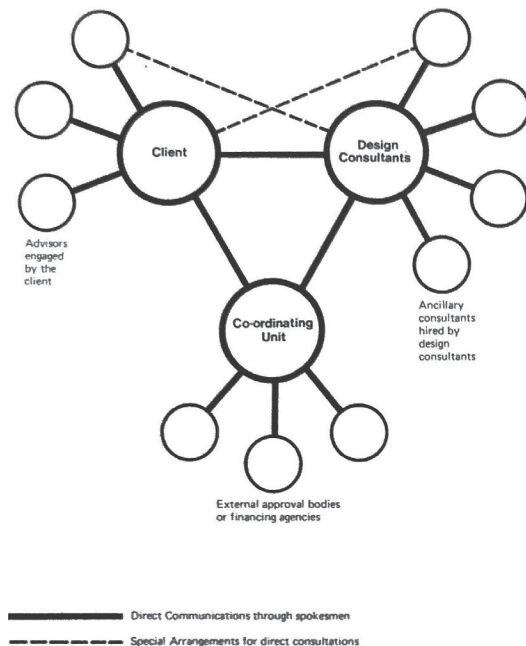 Client
Design
Consultants
Advisors
engaged
by the
client
Co-ordinating
Unit
Ancillary
consultants
hired by
design
consultants
External approval bodies
or financing agencies
Direct Communications through spokesmen
Special Arrangements for direct consultations